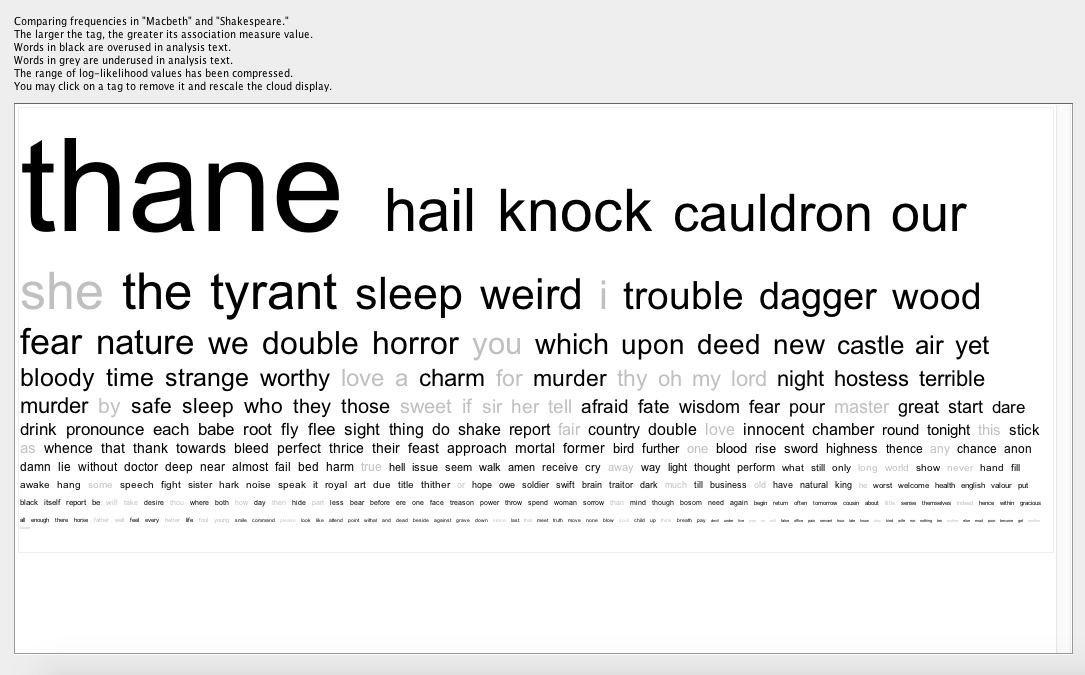 Comparing frequencies in "Macbeth" and "Shakespeare."
The larger the tag, the greater its association measure value.
Words in black are overused in analysis text.
Words in grey are underused in analysis text.
The range of log-likelihood values has been compressed.
You may click on a tag to remove it and rescale the cloud display.
thane hail knock cauldron our
she the tyrant sleep weird i trouble dagger wood
fear nature we double horror you which upon deed new castle air yet
bloody time strange worthy love a charm for murder thy oh my lord night hostess terrible
murder by safe sleep who they those sweet if sir her tell afraid fate wisdom fear pour master great start dare
drink pronounce each babe root fly flee sight thing do shake report fair country double love innocent chamber round tonight this stick
as whence that thank towards bleed perfect thrice their feast approach mortal former bird further one blood rise sword highness thence any chance anon
damn lie without doctor deep near almost fail bed harm true hell issue seem walk amen receive cry away way light thought perform what still only long world show never hand fill
awake hang some speech fight sister hark noise speak it royal art due title thither or hope owe soldier swift brain traitor dark much till business old have natural king he worst welcome health english valour put
black itself report be will take desire thou where both how day then hide part less bear before ere one face treason power throw spend woman sorrow than mind though bosom need again begin return often tomorrow cousin about little sense themselves indeed hence within gracious
all enough there horse father well feel every better life fool young smile command please look like attend point withal and dead beside against grave down last that meet truth move none blow child up think breath pay